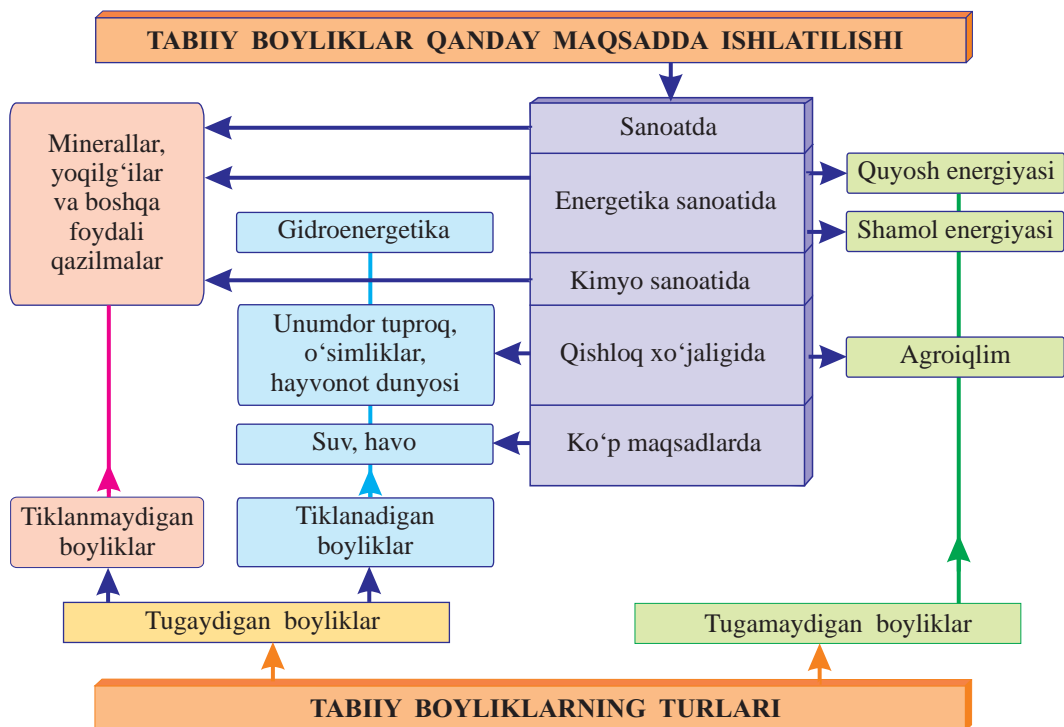 TABIIY BOYLIKLAR QANDAY MAQSADDA ISHLATILISHI
Minerallar,
yoqilg‘ilar
va boshqa
foydali
qazilmalar
Gidroenergetika
Unumdor tuproq,
o‘simliklar,
hayvonot dunyosi
Suv, havo
Sanoatda
Energetika sanoatida
Kimyo sanoatida
Qishloq xo‘jaligida
Ko‘p maqsadlarda
Quyosh energiyasi
Shamol energiyasi
Agroiqlim
Tiklanmaydigan
boyliklar
Tiklanadigan
boyliklar
Tugaydigan boyliklar
Tugamaydigan boyliklar
TABIIY BOYLIKLARNING TURLARI